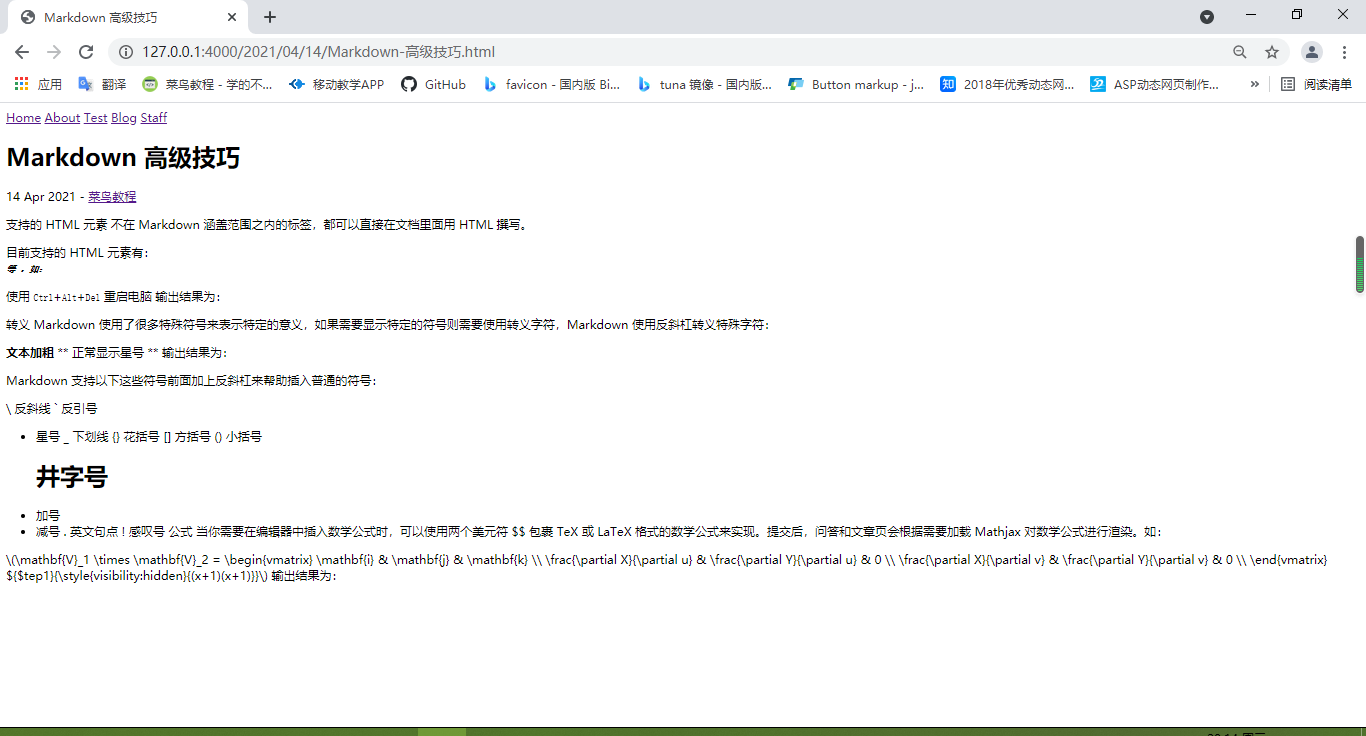 Markdown 高级技巧
127.0.0.1:4000/2021/04/14/Markdown-高级技巧.html
应用 翻译 菜鸟教程 - 学的不... 移动教学APP GitHub favicon - 国内版 Bi... tuna 镜像 - 国内版... Button markup - j... 知 2018年优秀动态网... ASP动态网页制作... » 阅读清单
Home About Test Blog Staff
Markdown 高级技巧
14 Apr 2021 - 菜鸟教程
支持的 HTML 元素 不在 Markdown 涵盖范围之内的标签，都可以直接在文档里面用 HTML 撰写。
目前支持的 HTML 元素有：
等 ，如：
使用 Ctrl+Alt+Del 重启电脑 输出结果为：
转义 Markdown 使用了很多特殊符号来表示特定的意义，如果需要显示特定的符号则需要使用转义字符，Markdown 使用反斜杠转义特殊字符：
文本加粗 ** 正常显示星号 ** 输出结果为：
Markdown 支持以下这些符号前面加上反斜杠来帮助插入普通的符号：
\ 反斜线 ` 反引号
• 星号 _ 下划线 {} 花括号 [] 方括号 () 小括号
井字号
• 加号
• 减号 . 英文句点 ! 感叹号 公式 当你需要在编辑器中插入数学公式时，可以使用两个美元符 $$ 包裹 TeX 或 LaTeX 格式的数学公式来实现。提交后，问答和文章页会根据需要加载 Mathjax 对数学公式进行渲染。如：
\(\mathbf{V}_1 \times \mathbf{V}_2 = \begin{vmatrix} \mathbf{i} & \mathbf{j} & \mathbf{k} \\ \frac{\partial X}{\partial u} & \frac{\partial Y}{\partial u} & 0 \\ \frac{\partial X}{\partial v} & \frac{\partial Y}{\partial v} & 0 \\ \end{vmatrix}
${$tep1}{\style{visibility:hidden}{(x+1)(x+1)}}\) 输出结果为：